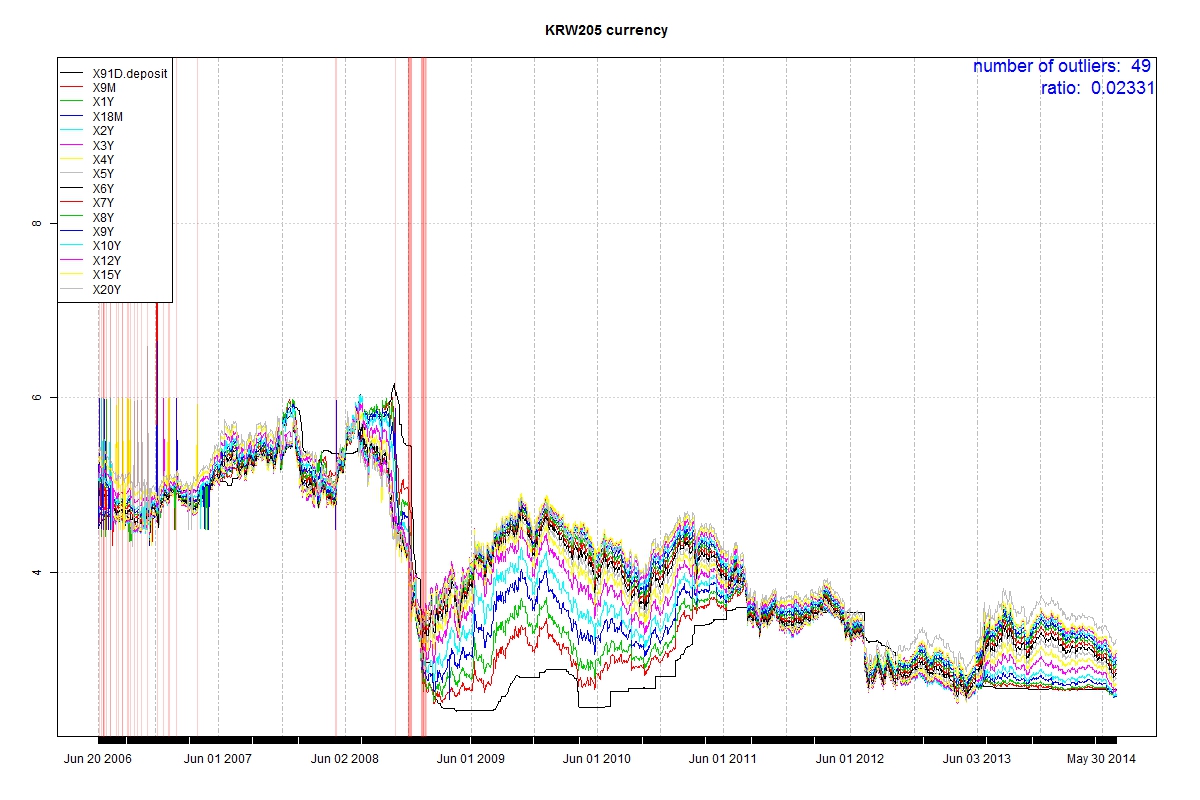 KRW205 currency
number of outliers: 49
ratio: 0.02331
X91D.deposit
X9M
X1Y
X18M
X2Y
X3Y
X4Y
X5Y
X6Y
X7Y
X8Y
X9Y
X10Y
X12Y
X15Y
X20Y
8
6
4
Jun 20 2006
Jun 01 2007
Jun 02 2008
Jun 01 2009
Jun 01 2010
Jun 01 2011
Jun 01 2012
Jun 03 2013
May 30 2014